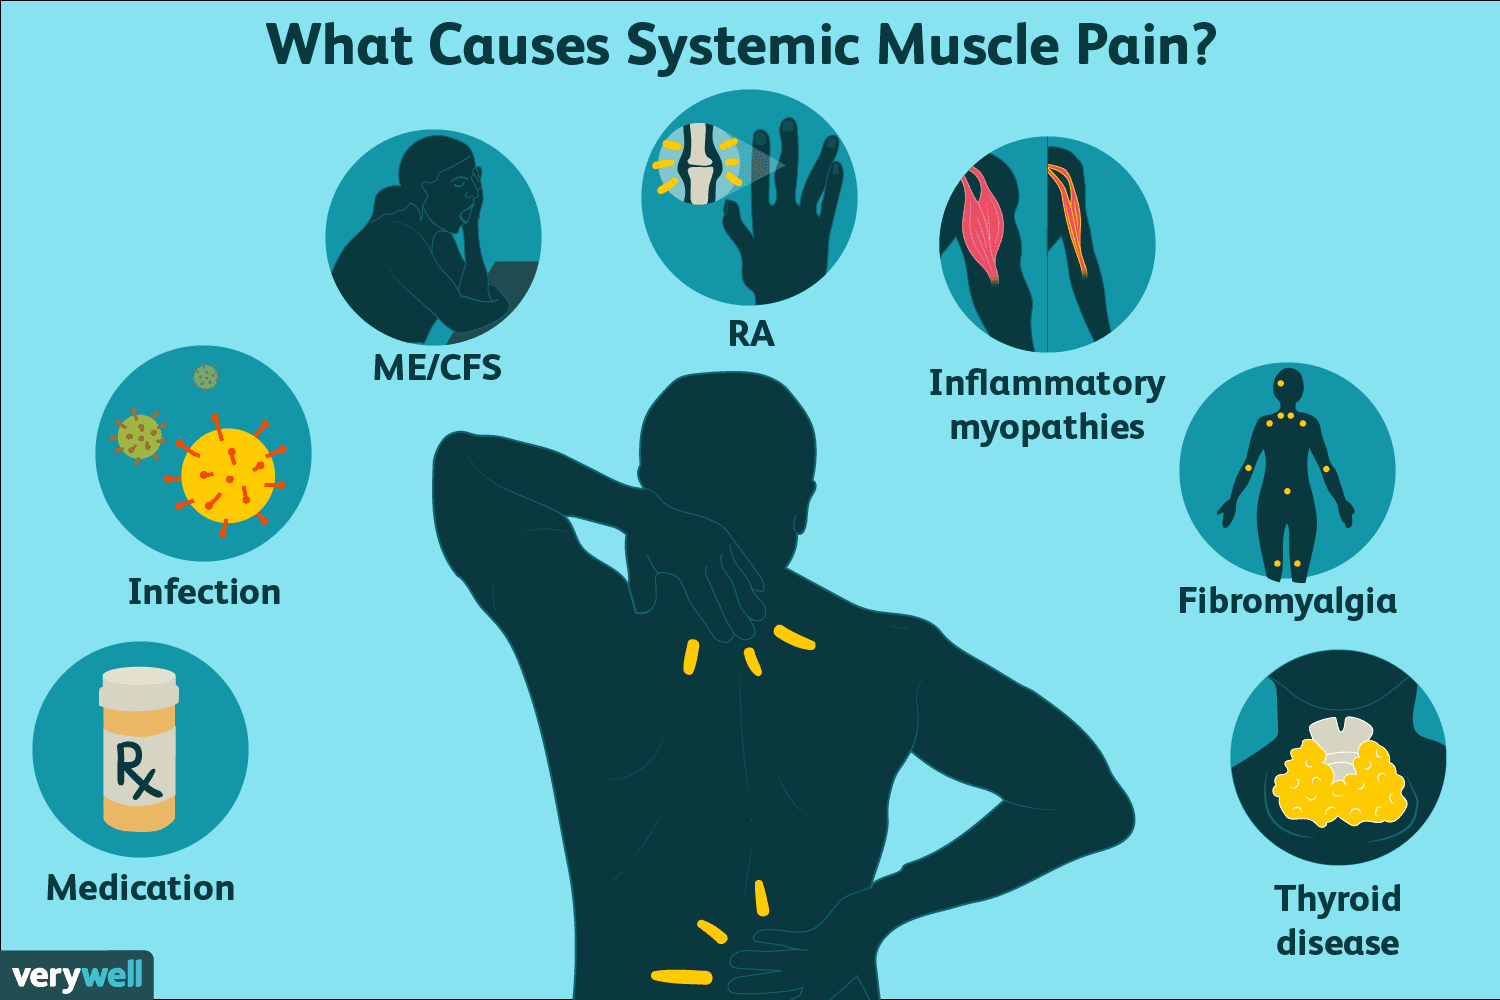 What Causes Systemic Muscle Pain?
ME/CFS
RA
Inflammatory
myopathies
Infection
Fibromyalgia
Rx
Medication
Thyroid
disease
verywell